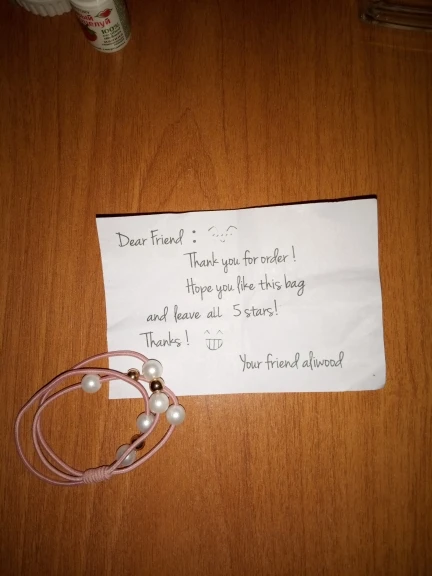 100%
Dear Friend :
Thank you for order !
Hope you like this bag
and leave all 5 stars!
Thanks !
Your friend aliwood